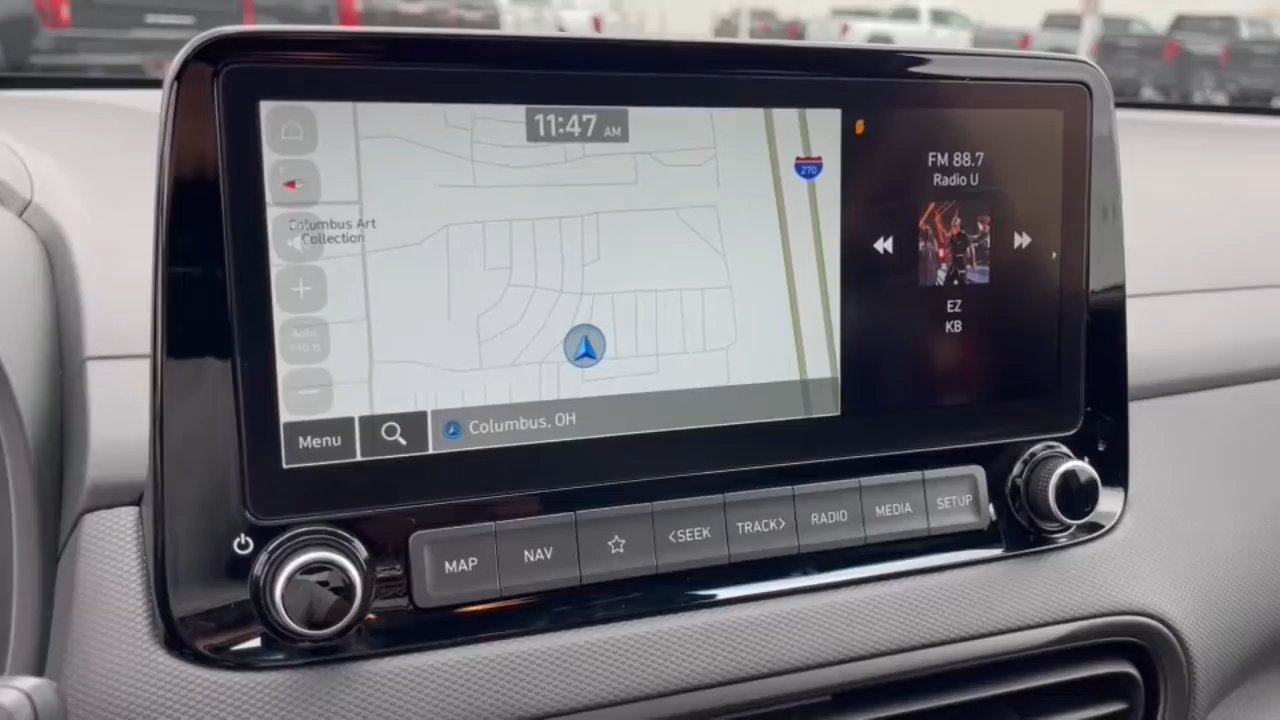 11:47 AM
270
FM 88.7
Radio U
Columbus Art
Collection
EZ
KB
Auto
Menu
Columbus, OH
MAP
NAV
<SEEK
TRACK>
RADIO
MEDIA
SETUP